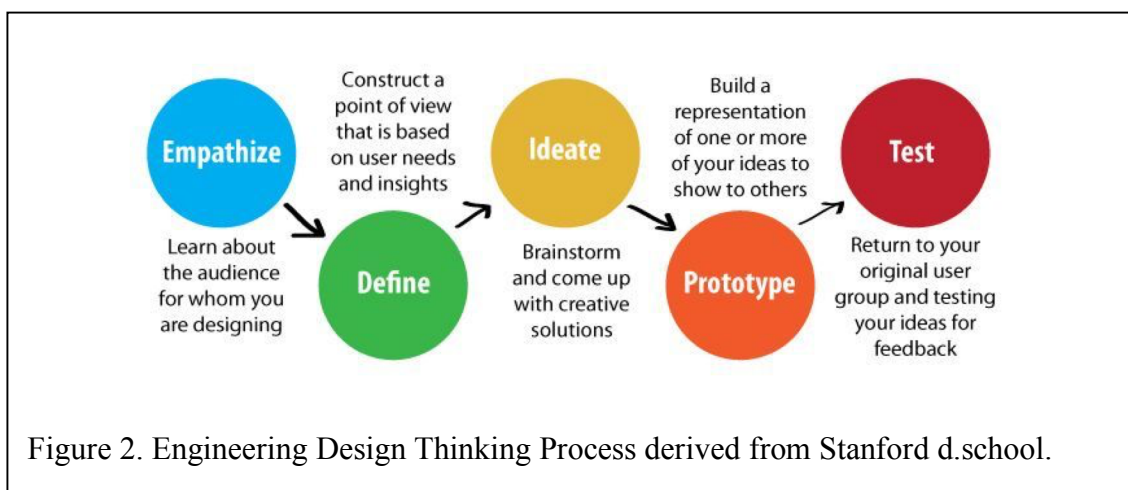 Empathize
Learn about
the audience
for whom you
are designing
Construct a
point of view
that is based
on user needs
and insights
Define
Ideate
Brainstorm
and come up
with creative
solutions
Build a
representation
of one or more
of your ideas to
show to others
Prototype
Test
Return to your
original user
group and testing
your ideas for
feedback
Figure 2. Engineering Design Thinking Process derived from Stanford d.school.